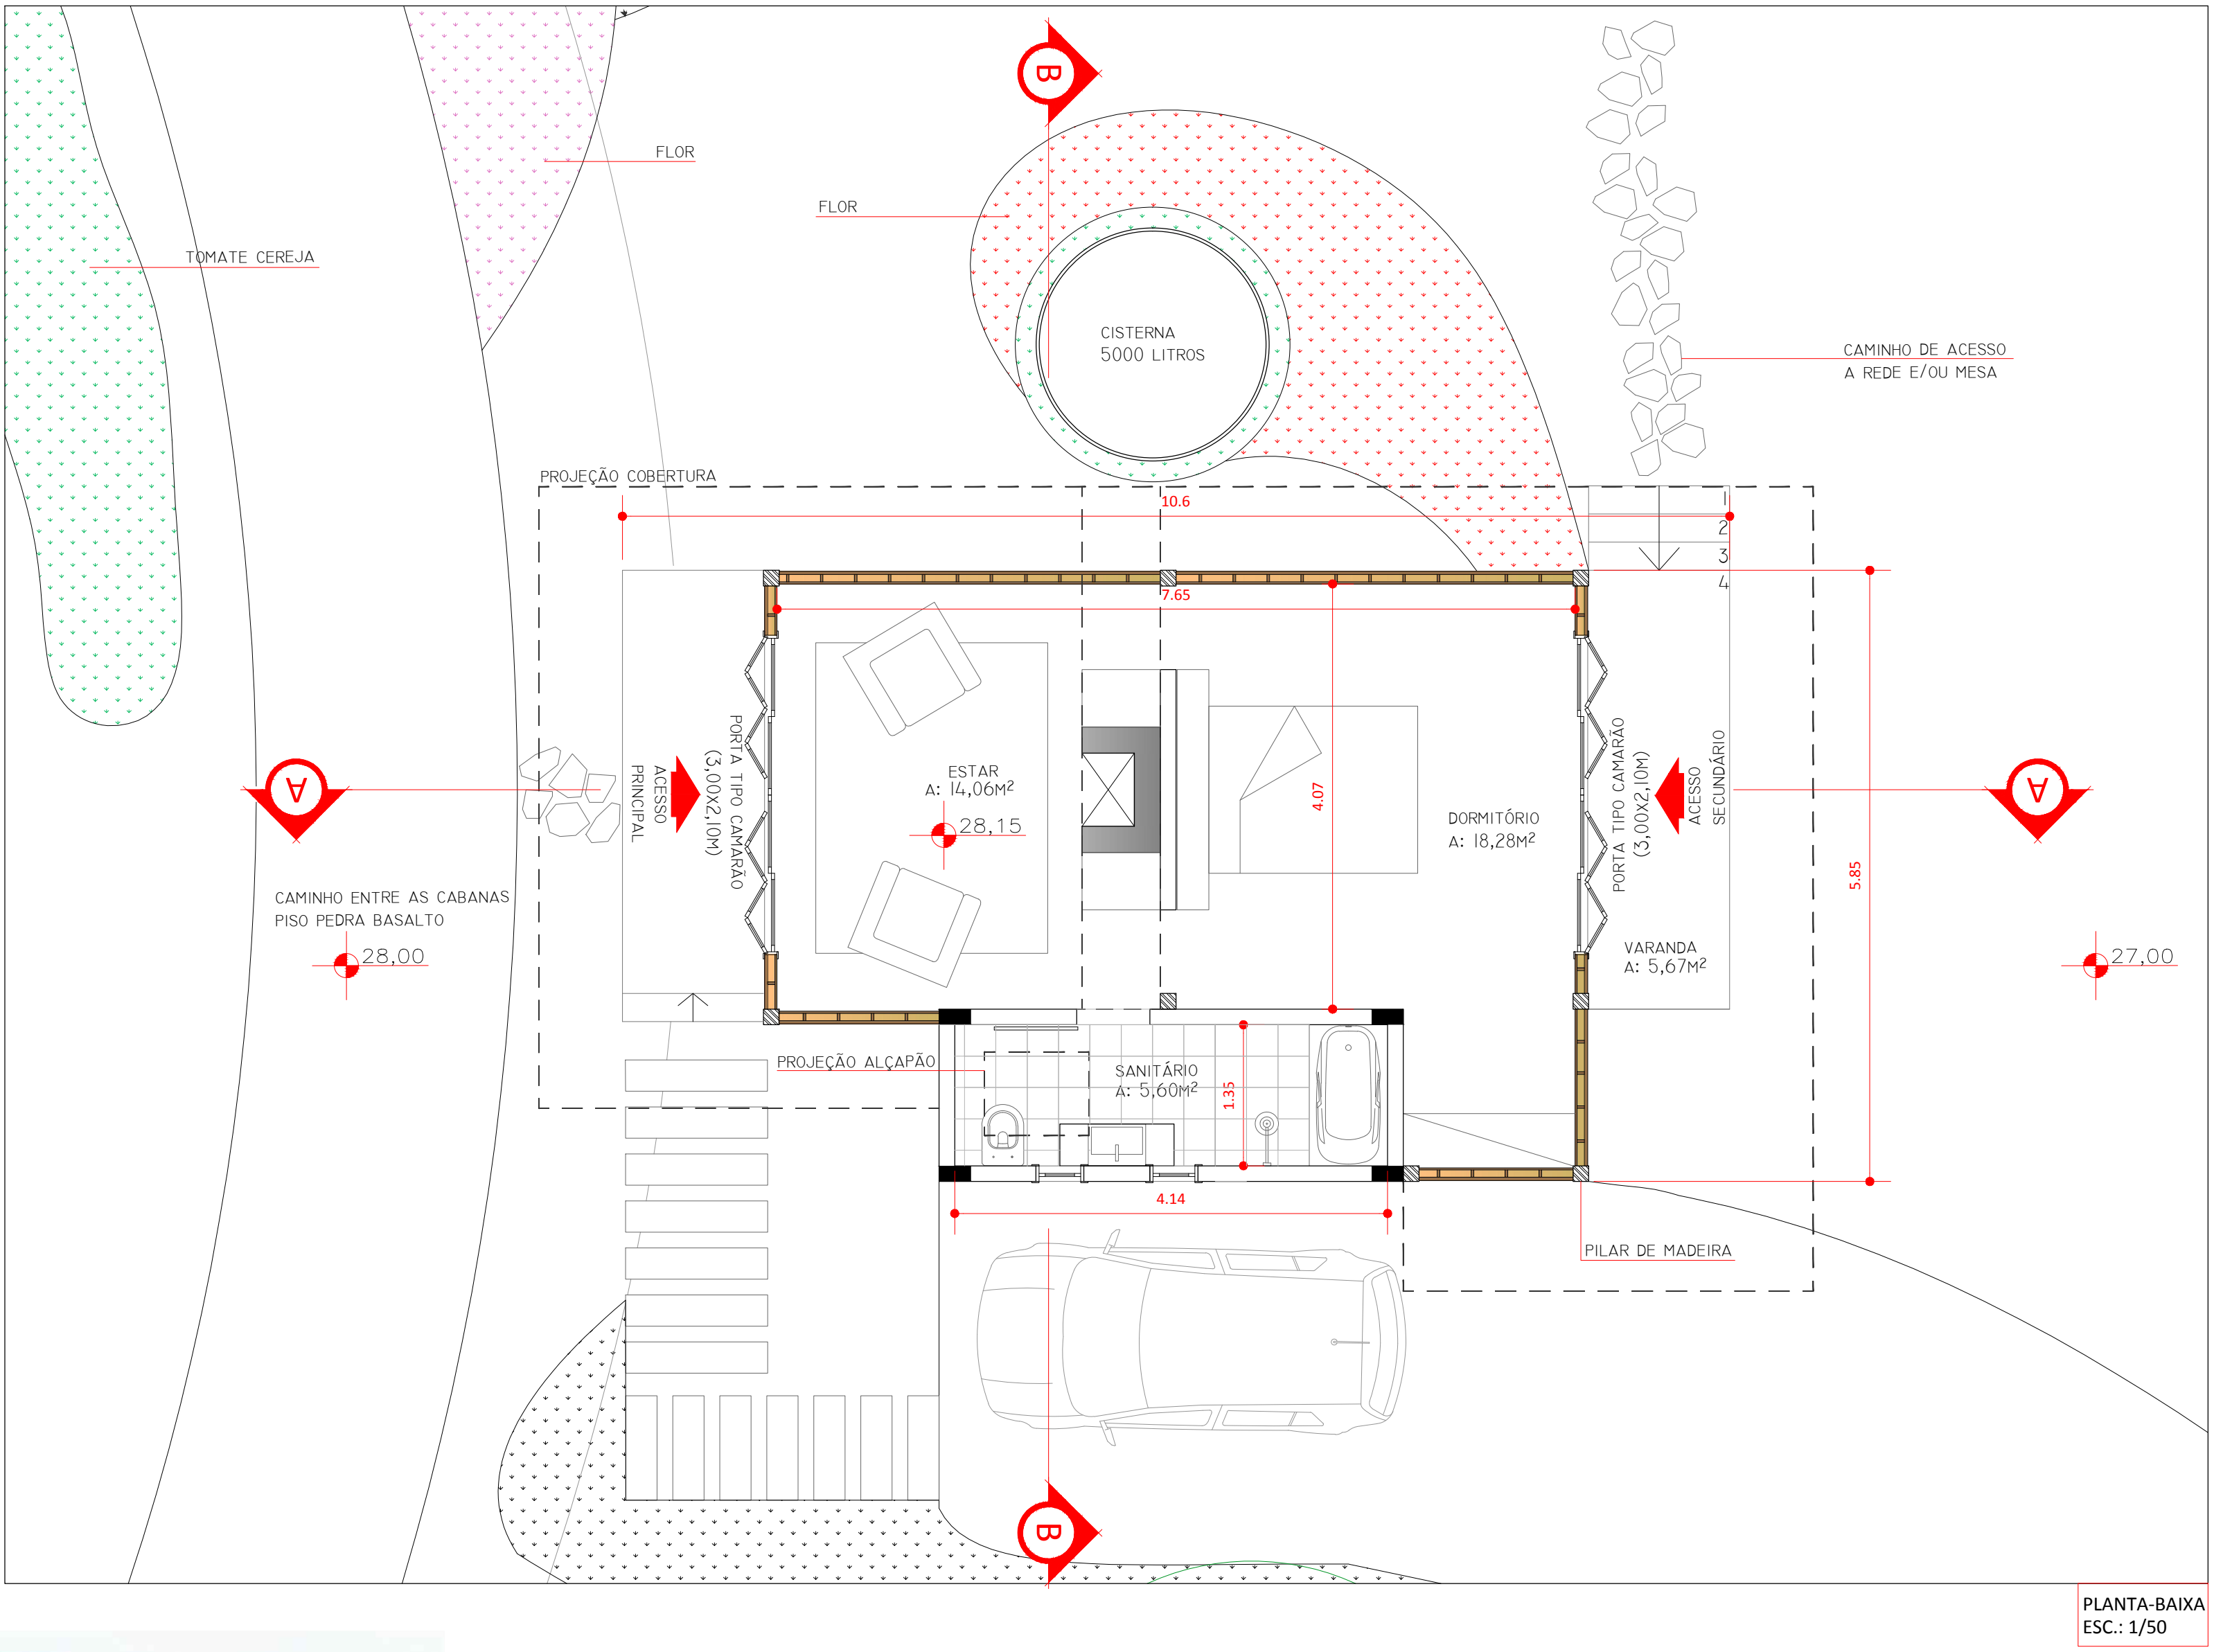 B
FLOR
FLOR
TOMATE CEREJA
CISTERNA
5000 LITROS
CAMINHO DE ACESSO
A REDE E/OU MESA
PROJEÇÃO COBERTURA
10.6
1
2
3
4
7.65
PORTA TIPO CAMARÃO
(3,00X2,10M)
ACESSO
PRINCIPAL
A
ESTAR
A: 14,06M²
28,15
4.07
DORMITÓRIO
A: 18,28M²
PORTA TIPO CAMARÃO
(3,00X2,10M)
ACESSO
SECUNDÁRIO
A
5.85
CAMINHO ENTRE AS CABANAS
PISO PEDRA BASALTO
28,00
VARANDA
A: 5,67M²
27,00
PROJEÇÃO ALÇAPÃO
SANITÁRIO
A: 5,60M²
1.35
4.14
PILAR DE MADEIRA
B
PLANTA-BAIXA
ESC.: 1/50